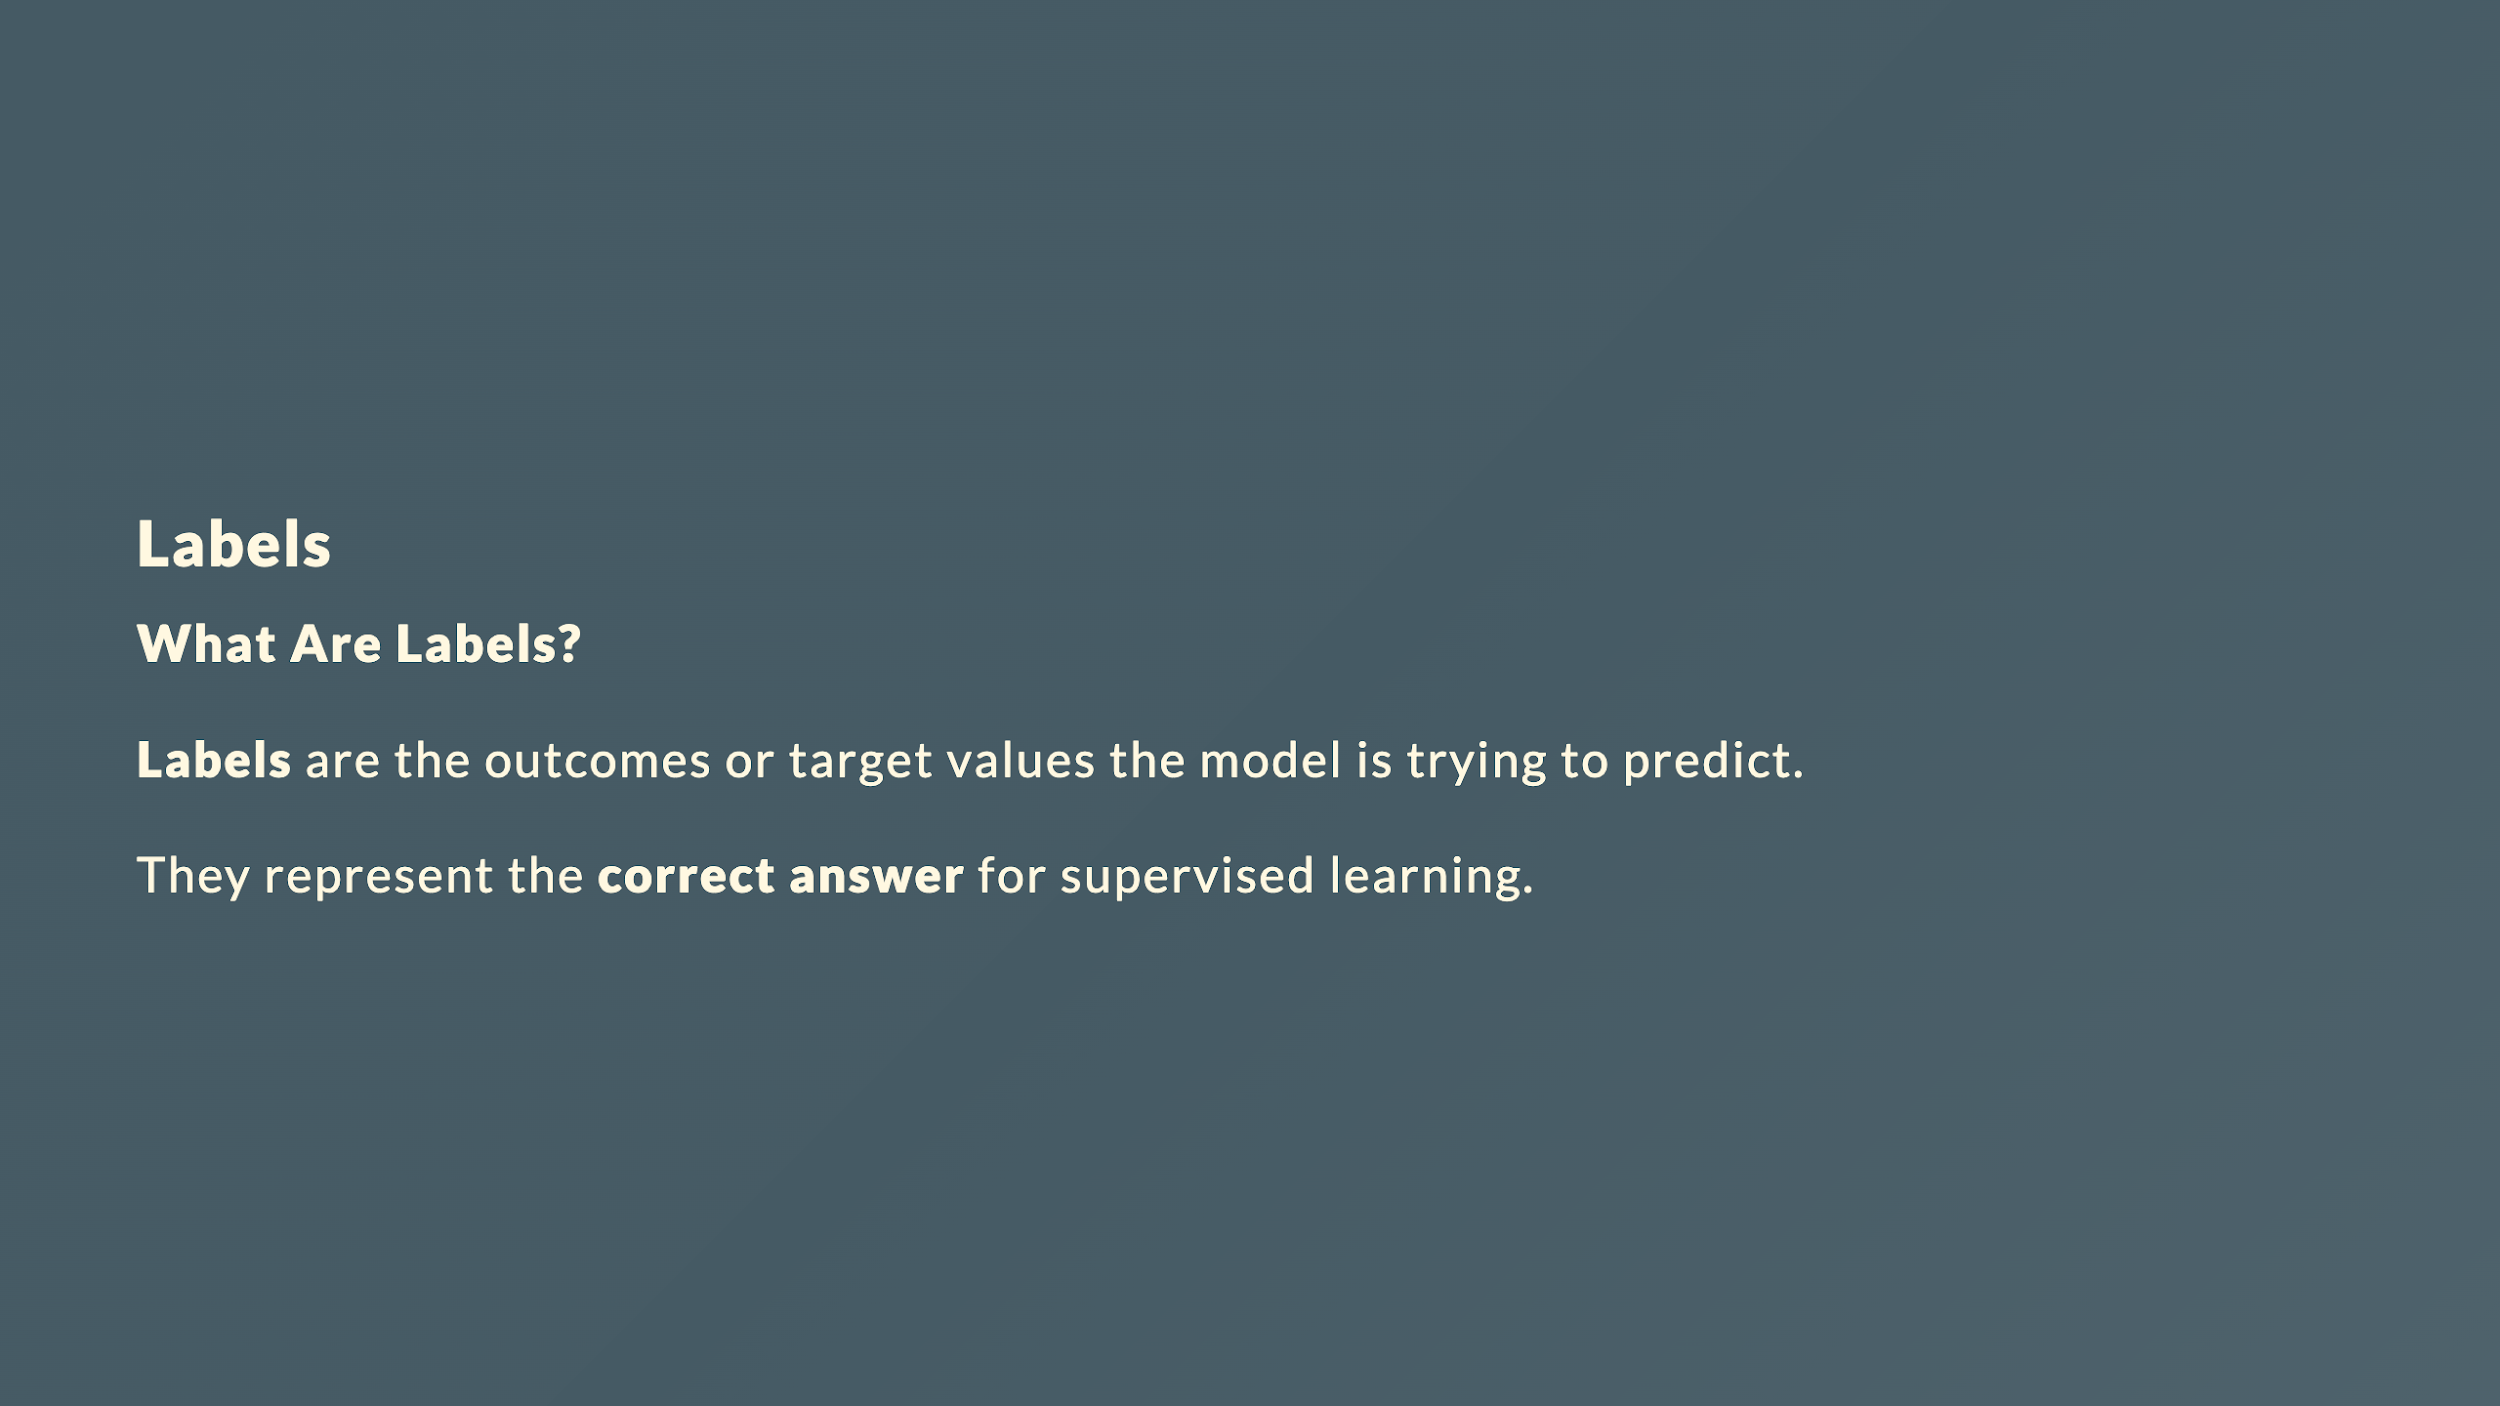 Labels
What Are Labels?
Labels are the outcomes or target values the model is trying to predict.
They represent the correct answer for supervised learning.